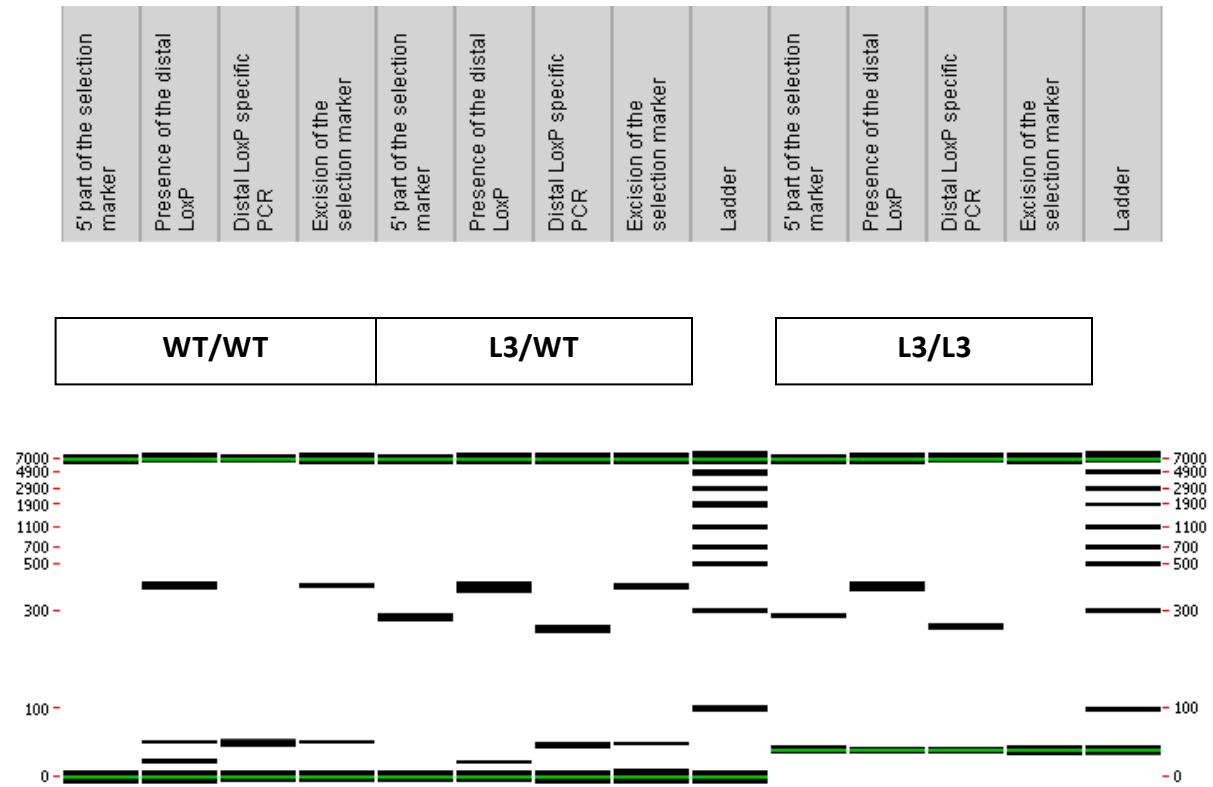 5' part of the selection
marker
Presence of the distal
LoxP
Distal LoxP specific
PCR
Excision of the
selection marker
5' part of the selection
marker
Presence of the distal
LoxP
Distal LoxP specific
PCR
Excision of the
selection marker
Ladder
5' part of the selection
marker
Presence of the distal
LoxP
Distal LoxP specific
PCR
Excision of the
selection marker
Ladder
WT/WT
L3/WT
L3/L3
7000
4900
2900
1900
1100
700
500
300
100
0
7000
4900
2900
1900
1100
700
500
300
100
0